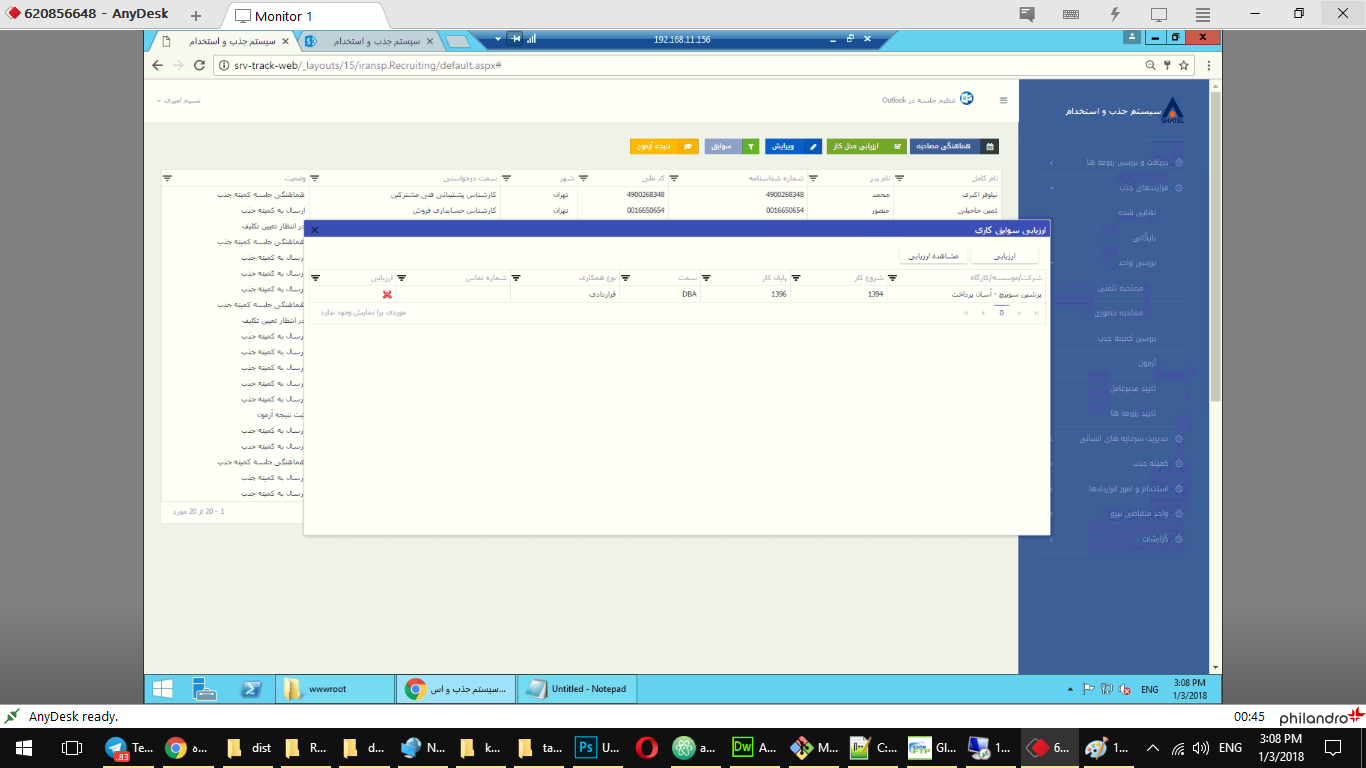 620856648 - AnyDesk
Monitor 1
سیستم جذب و استخدام
سیستم جذب و استخدام
192.168.11.156
srv-track-web/_layouts/15/iransp.Recruiting/default.aspx#
نسیم امیری
تنظیم جلسه در Outlook
سیستم جذب و استخدام
SHATEL
هماهنگی مصاحبه
ارزیابی محل کار
ویرایش
سوابق
نتیجه آزمون
دریافت و بررسی رزومه ها
فرایندهای جذب
نهایی شده
بایگانی
بررسی واحد
مصاحبه تلفنی
مصاحبه حضوری
بررسی کمیته جذب
آزمون
تایید مدیرعامل
تایید رزومه ها
مدیریت سرمایه های انسانی
کمیته جذب
استخدام و امور قراردادها
واحد متقاضی نیرو
گزارشات
نام کامل نام پدر شماره شناسنامه کد ملی شهر سمت درخواستی وضعیت
نیلوفر اکبری محمد 4900268348 4900268348 تهران کارشناس پشتیبانی فنی مشترکین هماهنگی جلسه کمیته جذب
ثمین حاجیلی منصور 0016650654 0016650654 تهران کارشناس حسابداری فروش ارسال به کمیته جذب
در انتظار تعیین تکلیف
هماهنگی جلسه کمیته جذب
ارسال به کمیته جذب
ارسال به کمیته جذب
ارسال به کمیته جذب
هماهنگی جلسه کمیته جذب
در انتظار تعیین تکلیف
ارسال به کمیته جذب
ارسال به کمیته جذب
ارسال به کمیته جذب
ارسال به کمیته جذب
ارسال به کمیته جذب
ثبت نتیجه آزمون
ارسال به کمیته جذب
ارسال به کمیته جذب
هماهنگی جلسه کمیته جذب
ارسال به کمیته جذب
ارسال به کمیته جذب
1 - 20 از 20 مورد
ارزیابی سوابق کاری
ارزیابی
مشاهده ارزیابی
شرکت/موسسه/کارگاه شروع کار پایان کار سمت نوع همکاری شماره تماس ارزیابی
پرشین سوییچ - آسان پرداخت 1394 1396 DBA قراردادی
0
موردی برا نمایش وجود ندارد
wwwroot
سیستم جذب و اس...
Untitled - Notepad
ENG
3:08 PM
1/3/2018
AnyDesk ready.
00:45
philandro
Te...
83
ه...
dist
R...
d...
N...
k...
ta...
Ps
U...
a...
Dw
A...
M...
C:...
Gl...
1...
6...
1...
ENG
3:08 PM
1/3/2018